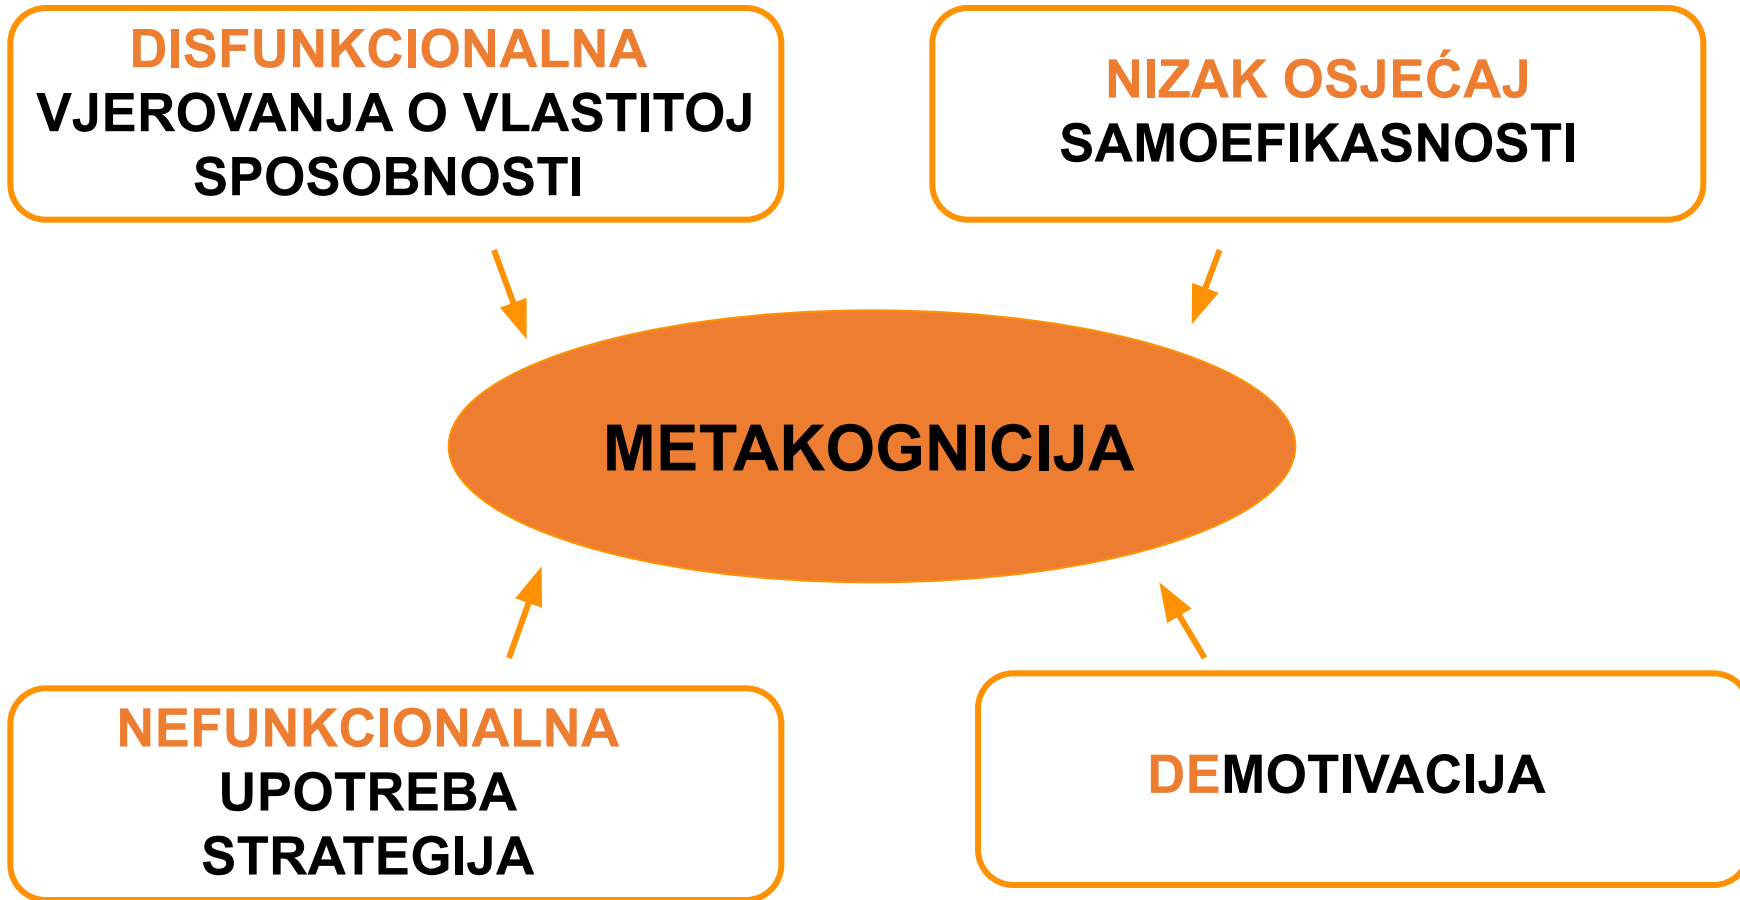 DISFUNKCIONALNA
VJEROVANJA O VLASTITOJ
SPOSOBNOSTI
NIZAK OSJEĆAJ
SAMOEFIKASNOSTI
METAKOGNICIJA
NEFUNKCIONALNA
UPOTREBA
STRATEGIJA
DEMOTIVACIJA